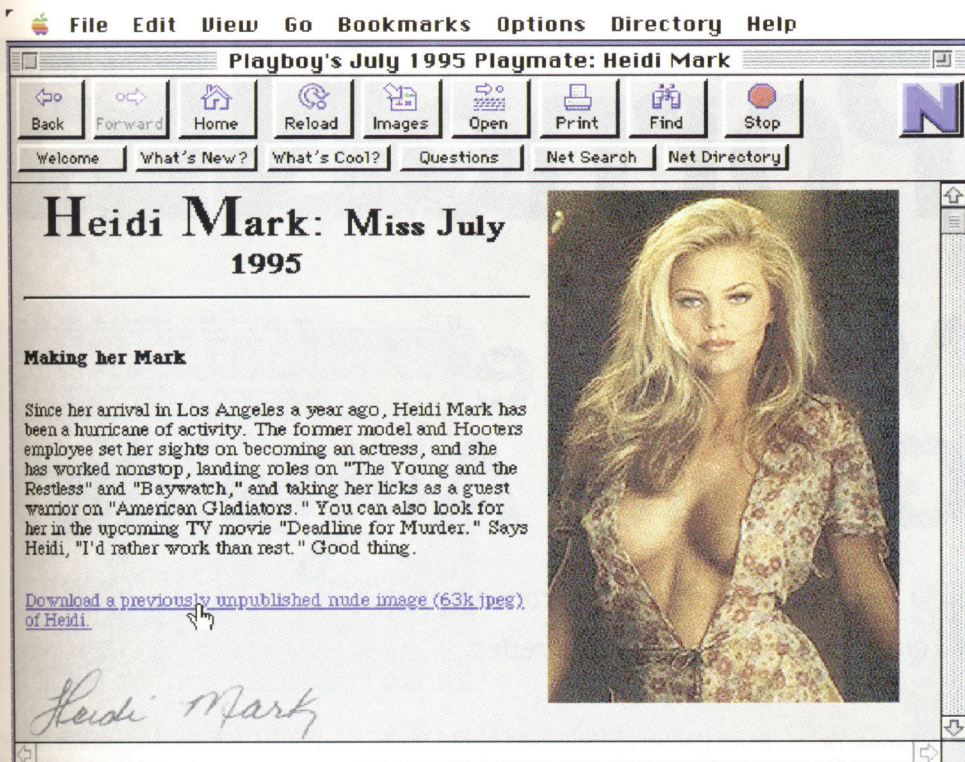 File Edit View Go Bookmarks Options Directory Help
Playboy's July 1995 Playmate: Heidi Mark
Back Forward Home Reload Images Open Print Find Stop
N
Welcome What's New? What's Cool? Questions Net Search Net Directory
Heidi Mark: Miss July
1995
Making her Mark
Since her arrival in Los Angeles a year ago, Heidi Mark has
been a hurricane of activity. The former model and Hooters
employee set her sights on becoming an actress, and she
has worked nonstop, landing roles on "The Young and the
Restless" and "Baywatch," and taking her licks as a guest
warrior on "American Gladiators." You can also look for
her in the upcoming TV movie "Deadline for Murder." Says
Heidi, "I'd rather work than rest." Good thing.
Download a previously unpublished nude image (63k jpeg)
of Heidi.
Heidi Mark